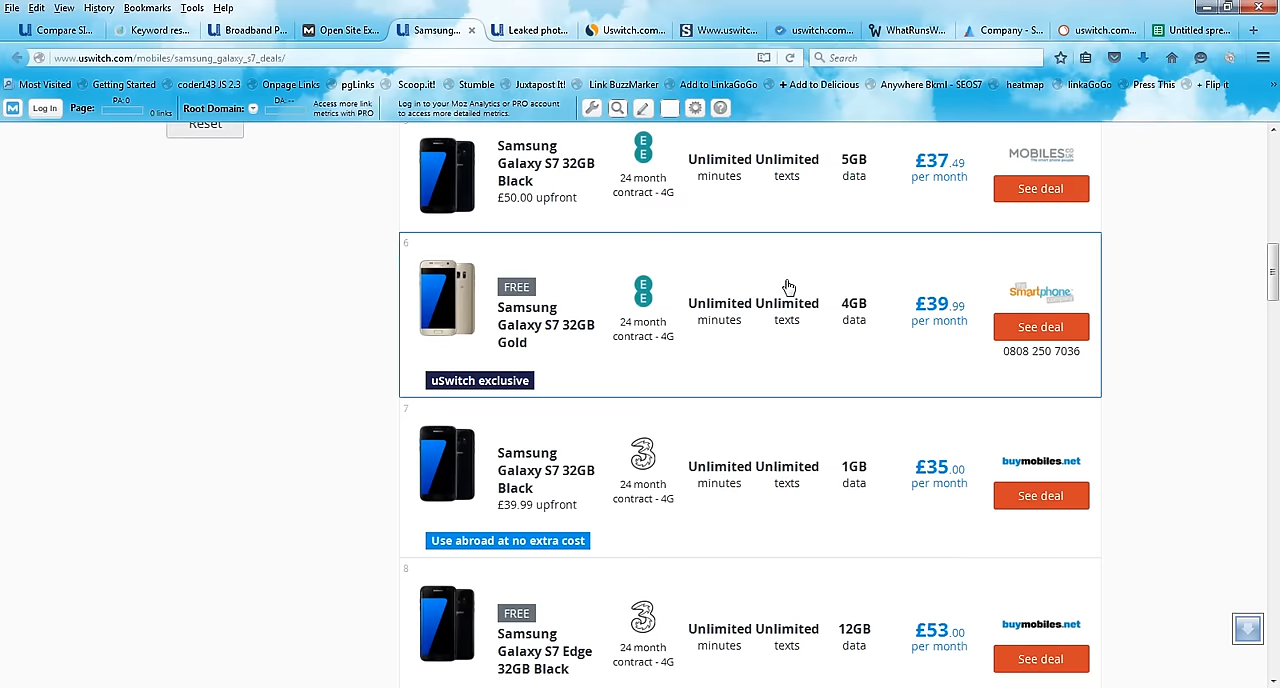 File Edit View History Bookmarks Tools Help
Compare Si... Keyword res... Broadband P... Open Site Ex... Samsung... Leaked phot... Uswitch.com... Www.uswitc... uswitch.com... WhatRunsW... Company - S... uswitch.com... Untitled spre...
www.uswitch.com/mobiles/samsung_galaxy_s7_deals/ Search
Most Visited Getting Started coder143 JS 2.3 Onpage Links pgLinks Scoop.it! Stumble Juxtapost It! Link BuzzMarker Add to LinkaGoGo + Add to Delicious Anywhere Bkml - SEOS7 heatmap linkaGoGo Press This + Flip it
Log In Page: DA: 0 0 links Root Domain: DA: -- Access more link metrics with PRO Log in to your Moz Analytics or PRO account to access more detailed metrics.
Reset
Samsung
Galaxy S7 32GB
Black
£50.00 upfront
E
E
24 month
contract - 4G
Unlimited
minutes
Unlimited
texts
5GB
data
£37.49
per month
MOBILES.CO.UK
The smart phone people
See deal
6
FREE
Samsung
Galaxy S7 32GB
Gold
E
E
24 month
contract - 4G
Unlimited
minutes
Unlimited
texts
4GB
data
£39.99
per month
Smartphone
See deal
0808 250 7036
uSwitch exclusive
7
Samsung
Galaxy S7 32GB
Black
£39.99 upfront
3
24 month
contract - 4G
Unlimited
minutes
Unlimited
texts
1GB
data
£35.00
per month
buymobiles.net
See deal
Use abroad at no extra cost
8
FREE
Samsung
Galaxy S7 Edge
32GB Black
3
24 month
contract - 4G
Unlimited
minutes
Unlimited
texts
12GB
data
£53.00
per month
buymobiles.net
See deal